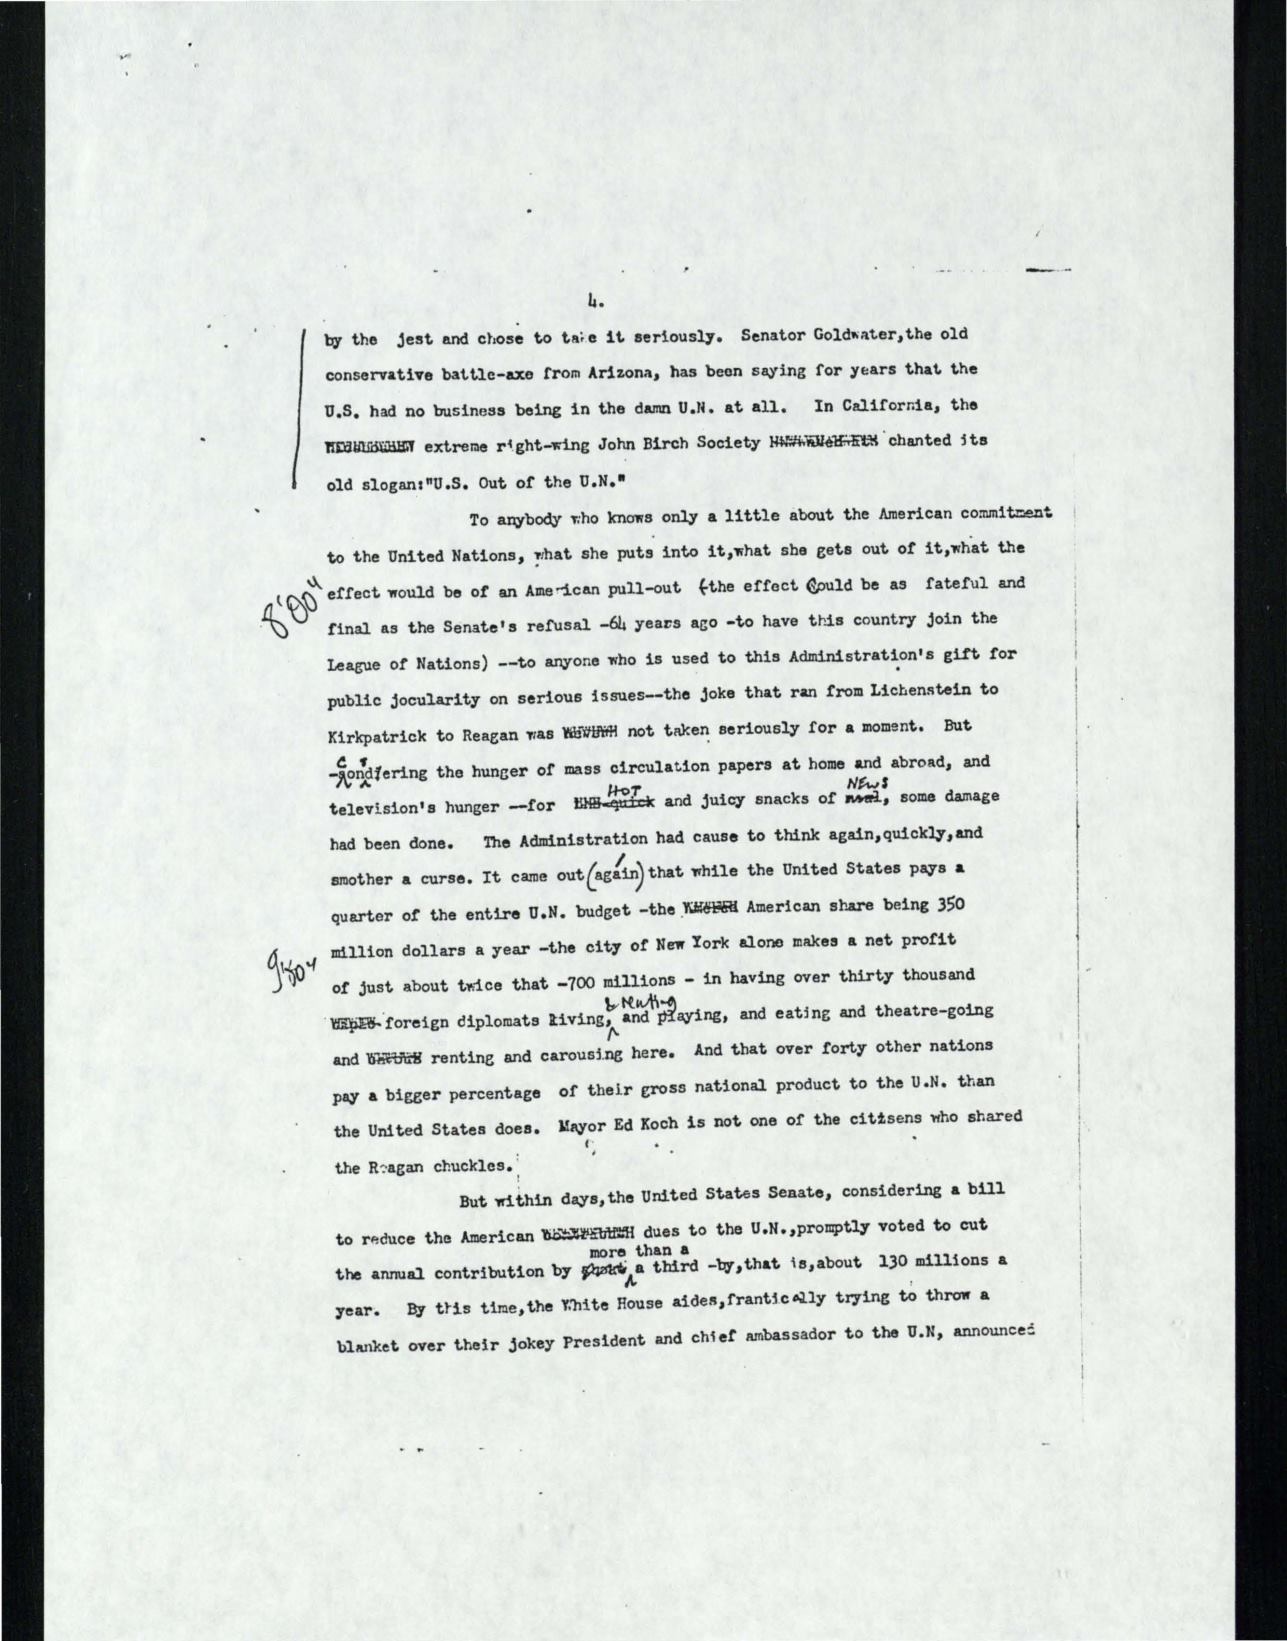 4.
by the jest and chose to take it seriously. Senator Goldwater,the old
conservative battle-axe from Arizona, has been saying for years that the
U.S. had no business being in the damn U.N. at all. In California, the
extreme right-wing John Birch Society chanted its
old slogan:"U.S. Out of the U.N."
To anybody who knows only a little about the American commitment
to the United Nations, what she puts into it,what she gets out of it,what the
8'00"
effect would be of an American pull-out (the effect could be as fateful and
final as the Senate's refusal -64 years ago -to have this country join the
League of Nations) --to anyone who is used to this Administration's gift for
public jocularity on serious issues--the joke that ran from Lichenstein to
Kirkpatrick to Reagan was not taken seriously for a moment. But
the hunger of mass circulation papers at home and abroad, and
HOT NEWS
television's hunger --for quick and juicy snacks of , some damage
had been done. The Administration had cause to think again,quickly,and
smother a curse. It came out (again) that while the United States pays a
quarter of the entire U.N. budget -the American share being 350
million dollars a year -the city of New York alone makes a net profit
of just about twice that -700 millions - in having over thirty thousand
& renting
foreign diplomats living, and playing, and eating and theatre-going
and renting and carousing here. And that over forty other nations
pay a bigger percentage of their gross national product to the U.N. than
the United States does. Mayor Ed Koch is not one of the citizens who shared
the Reagan chuckles.
But within days,the United States Senate, considering a bill
to reduce the American dues to the U.N.,promptly voted to cut
more than a
the annual contribution by a third -by,that is,about 130 millions a
year. By this time,the White House aides,frantically trying to throw a
blanket over their jokey President and chief ambassador to the U.N, announced